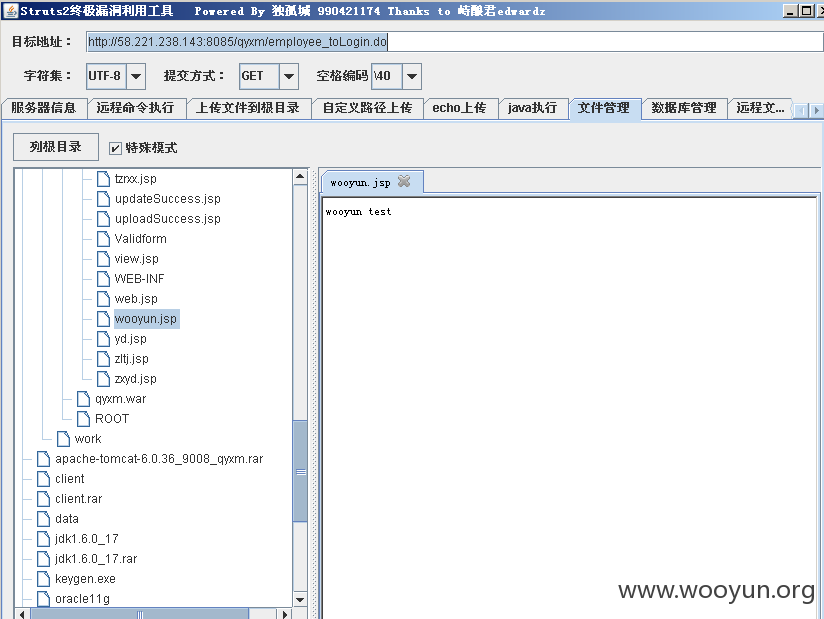 Struts2终极漏洞利用工具 Powered By 独孤城 990421174 Thanks to 峙酿君edwardz
目标地址： http://58.221.238.143:8085/qyxm/employee_toLogin.do
字符集： UTF-8 提交方式： GET 空格编码 \40
服务器信息 远程命令执行 上传文件到根目录 自定义路径上传 echo上传 java执行 文件管理 数据库管理 远程文...
列根目录 特殊模式
tzrxx.jsp
updateSuccess.jsp
uploadSuccess.jsp
Validform
view.jsp
WEB-INF
web.jsp
wooyun.jsp
yd.jsp
zltj.jsp
zxyd.jsp
qyxm.war
ROOT
work
apache-tomcat-6.0.36_9008_qyxm.rar
client
client.rar
data
jdk1.6.0_17
jdk1.6.0_17.rar
keygen.exe
oracle11g
wooyun.jsp
wooyun test
www.wooyun.org